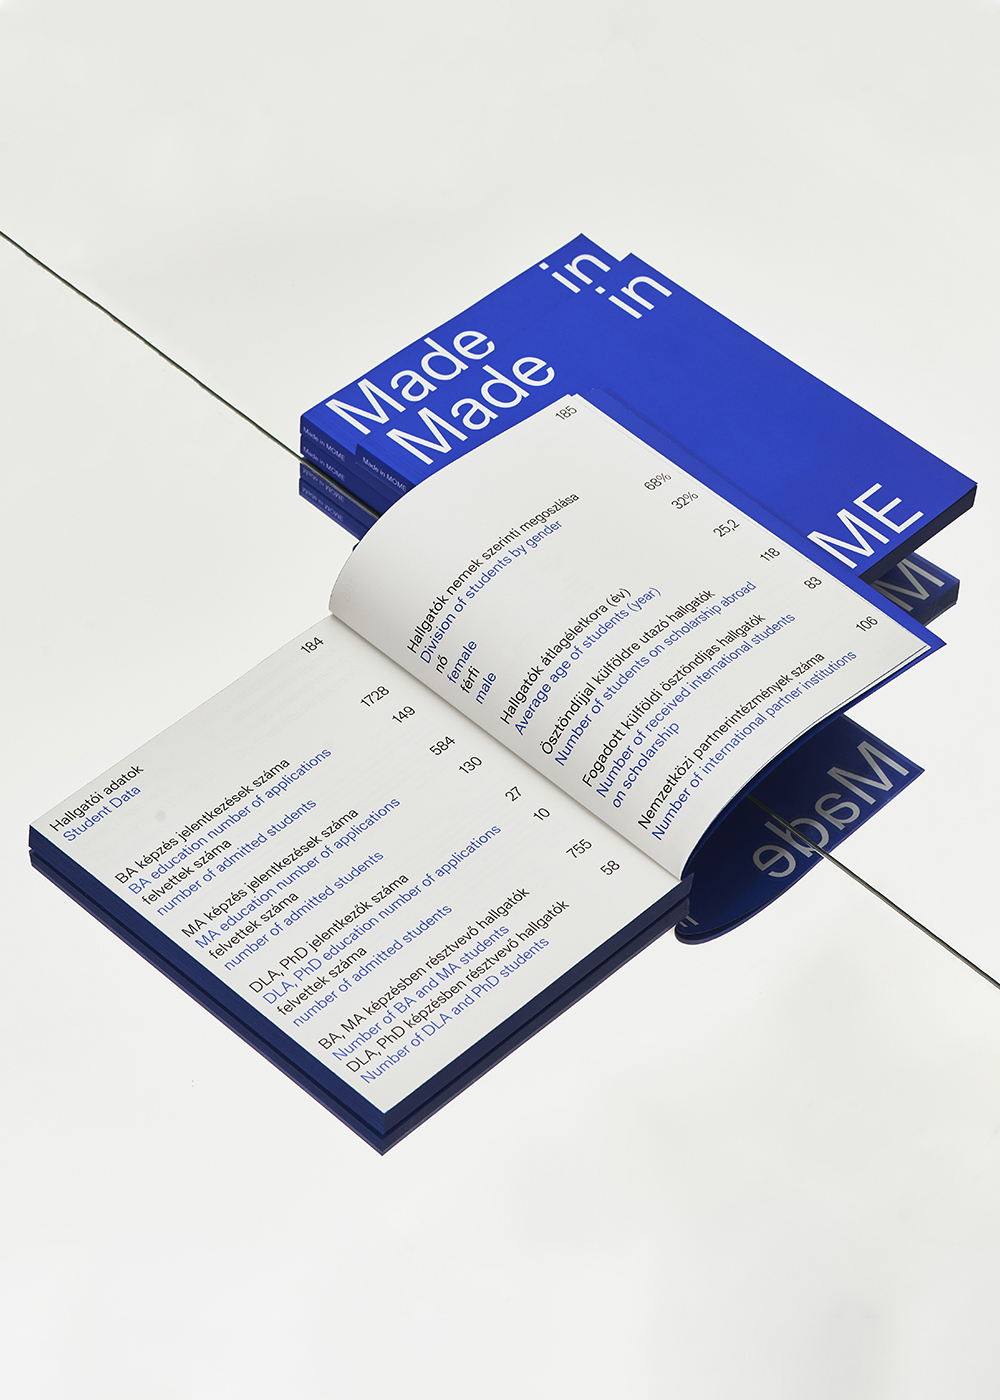 Made in
Made in
ME
Made in MOME
Made in MOME
Made in MOME
184
Hallgatói adatok
Student Data
BA képzés jelentkezések száma 1728
BA education number of applications
felvettek száma 149
number of admitted students
MA képzés jelentkezések száma 584
MA education number of applications
felvettek száma 130
number of admitted students
DLA, PhD jelentkezők száma 27
DLA, PhD education number of applications
felvettek száma 10
number of admitted students
BA, MA képzésben résztvevő hallgatók 755
Number of BA and MA students
DLA, PhD képzésben résztvevő hallgatók 58
Number of DLA and PhD students
185
Hallgatók nemek szerinti megoszlása
Division of students by gender
nő 68%
female
férfi 32%
male
Hallgatók átlagéletkora (év) 25,2
Average age of students (year)
Ösztöndíjjal külföldre utazó hallgatók 118
Number of students on scholarship abroad
Fogadott külföldi ösztöndíjas hallgatók 83
Number of received international students
on scholarship
Nemzetközi partnerintézmények száma 106
Number of international partner institutions
Made